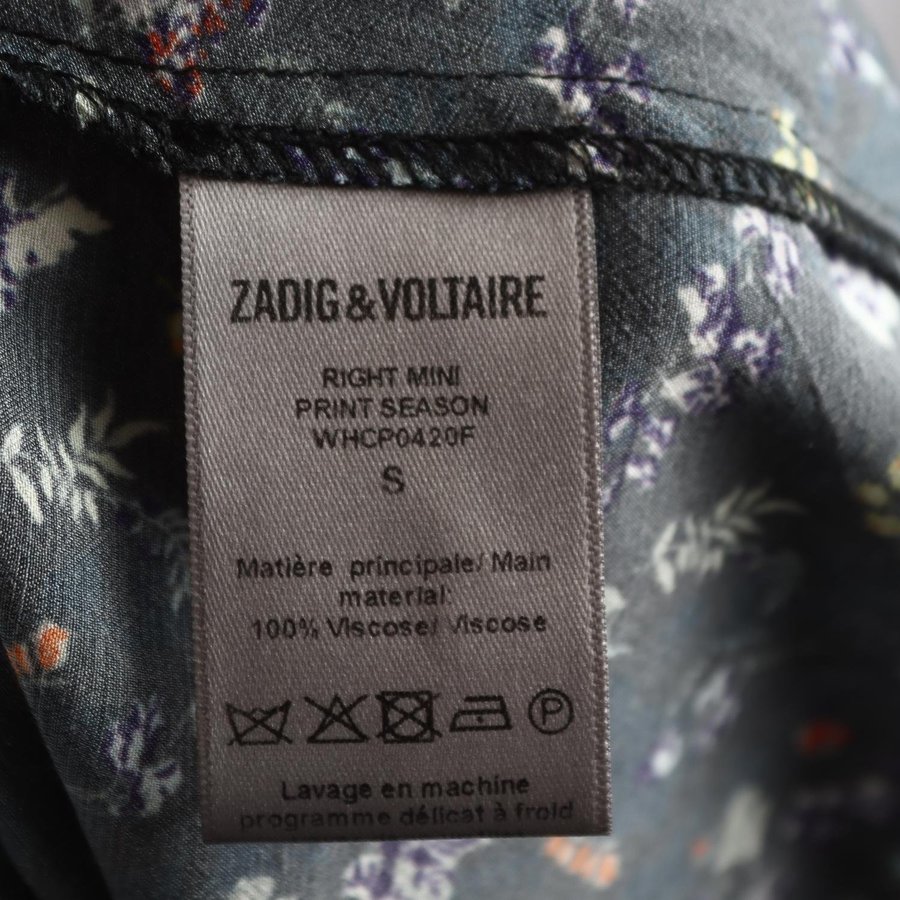 ZADIG&VOLTAIRE
RIGHT MINI
PRINT SEASON
WHCP0420F
S
Matière principale/ Main
material:
100% Viscose/ Viscose
P
Lavage en machine
programme délicat à froid